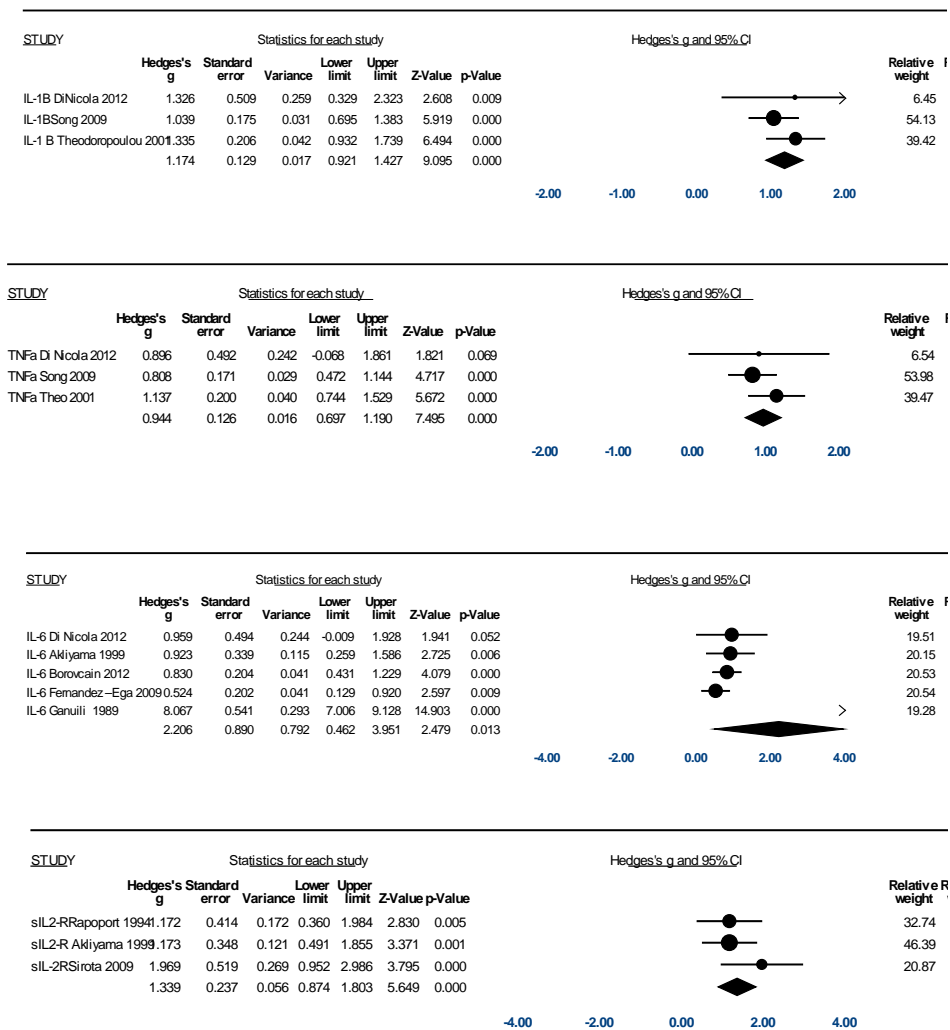 STUDY Statistics for each study Hedges's g and 95% CI
Hedges's g Standard error Variance Lower limit Upper limit Z-Value p-Value Relative weight
IL-1B DiNicola 2012 1.326 0.509 0.259 0.329 2.323 2.608 0.009 6.45
IL-1BSong 2009 1.039 0.175 0.031 0.695 1.383 5.919 0.000 54.13
IL-1 B Theodoropoulou 2001 1.335 0.206 0.042 0.932 1.739 6.494 0.000 39.42
1.174 0.129 0.017 0.921 1.427 9.095 0.000
-2.00 -1.00 0.00 1.00 2.00
STUDY Statistics for each study Hedges's g and 95% CI
Hedges's g Standard error Variance Lower limit Upper limit Z-Value p-Value Relative weight
TNFa Di Nicola 2012 0.896 0.492 0.242 -0.068 1.861 1.821 0.069 6.54
TNFa Song 2009 0.808 0.171 0.029 0.472 1.144 4.717 0.000 53.98
TNFa Theo 2001 1.137 0.200 0.040 0.744 1.529 5.672 0.000 39.47
0.944 0.126 0.016 0.697 1.190 7.495 0.000
-2.00 -1.00 0.00 1.00 2.00
STUDY Statistics for each study Hedges's g and 95% CI
Hedges's g Standard error Variance Lower limit Upper limit Z-Value p-Value Relative weight
IL-6 Di Nicola 2012 0.959 0.494 0.244 -0.009 1.928 1.941 0.052 19.51
IL-6 Akliyama 1999 0.923 0.339 0.115 0.259 1.586 2.725 0.006 20.15
IL-6 Borovcain 2012 0.830 0.204 0.041 0.431 1.229 4.079 0.000 20.53
IL-6 Fernandez–Ega 2009 0.524 0.202 0.041 0.129 0.920 2.597 0.009 20.54
IL-6 Ganuili 1989 8.067 0.541 0.293 7.006 9.128 14.903 0.000 19.28
2.206 0.890 0.792 0.462 3.951 2.479 0.013
-4.00 -2.00 0.00 2.00 4.00
STUDY Statistics for each study Hedges's g and 95% CI
Hedges's g Standard error Variance Lower limit Upper limit Z-Value p-Value Relative weight
sIL2-RRapoport 1994 1.172 0.414 0.172 0.360 1.984 2.830 0.005 32.74
sIL2-R Akliyama 1999 1.173 0.348 0.121 0.491 1.855 3.371 0.001 46.39
sIL-2RSirota 2009 1.969 0.519 0.269 0.952 2.986 3.795 0.000 20.87
1.339 0.237 0.056 0.874 1.803 5.649 0.000
-4.00 -2.00 0.00 2.00 4.00